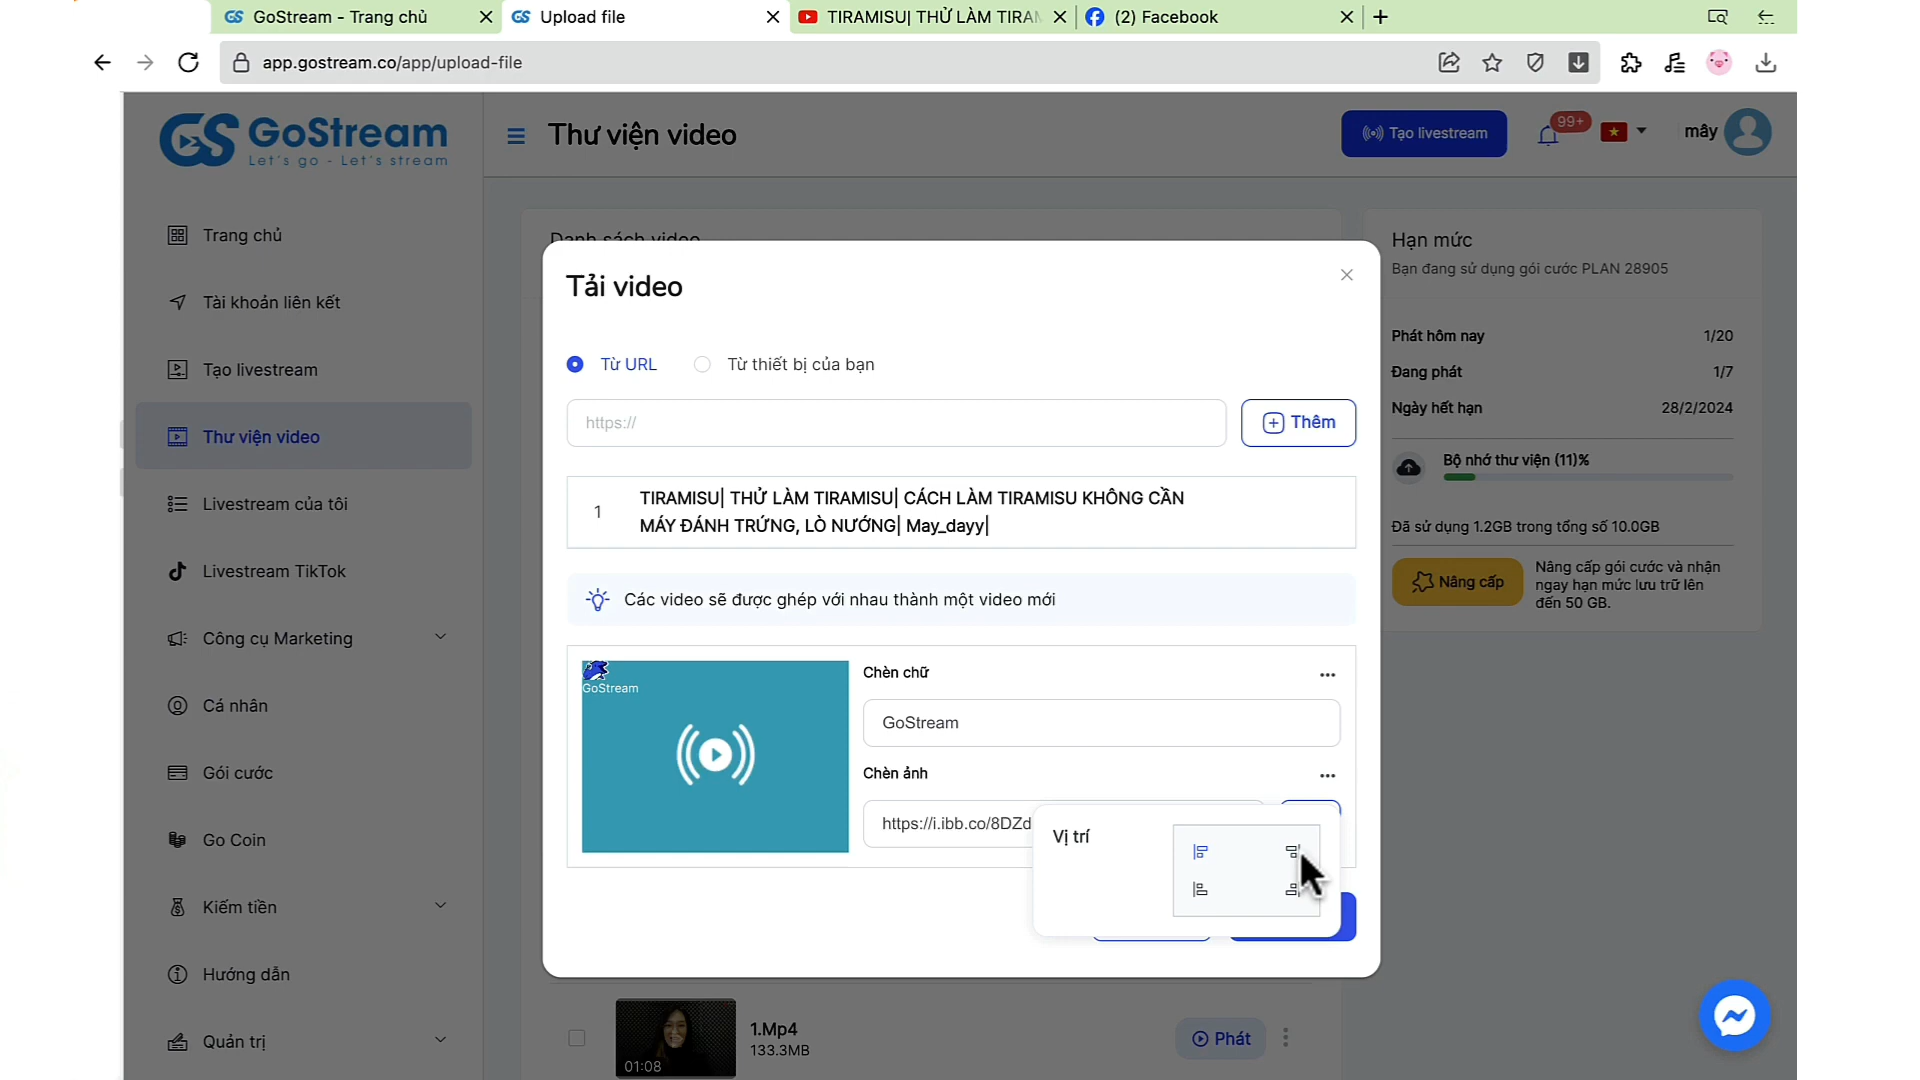 GoStream - Trang chủ
Upload file
TIRAMISU| THỬ LÀM TIRAM
(2) Facebook
app.gostream.co/app/upload-file
GoStream
Let's go - Let's stream
Thư viện video
Tạo livestream
99+
mây
Trang chủ
Tài khoản liên kết
Tạo livestream
Thư viện video
Livestream của tôi
Livestream TikTok
Công cụ Marketing
Cá nhân
Gói cước
Go Coin
Kiếm tiền
Hướng dẫn
Quản trị
Danh sách video
Tải video
Từ URL
Từ thiết bị của bạn
https://
Thêm
1
TIRAMISU| THỬ LÀM TIRAMISU| CÁCH LÀM TIRAMISU KHÔNG CẦN
MÁY ĐÁNH TRỨNG, LÒ NƯỚNG| May_dayy|
Các video sẽ được ghép với nhau thành một video mới
GoStream
Chèn chữ
GoStream
Chèn ảnh
https://i.ibb.co/8DZd
Vị trí
01:08
1.Mp4
133.3MB
Phát
Hạn mức
Bạn đang sử dụng gói cước PLAN 28905
Phát hôm nay 1/20
Đang phát 1/7
Ngày hết hạn 28/2/2024
Bộ nhớ thư viện (11)%
Đã sử dụng 1.2GB trong tổng số 10.0GB
Nâng cấp
Nâng cấp gói cước và nhận
ngay hạn mức lưu trữ lên
đến 50 GB.